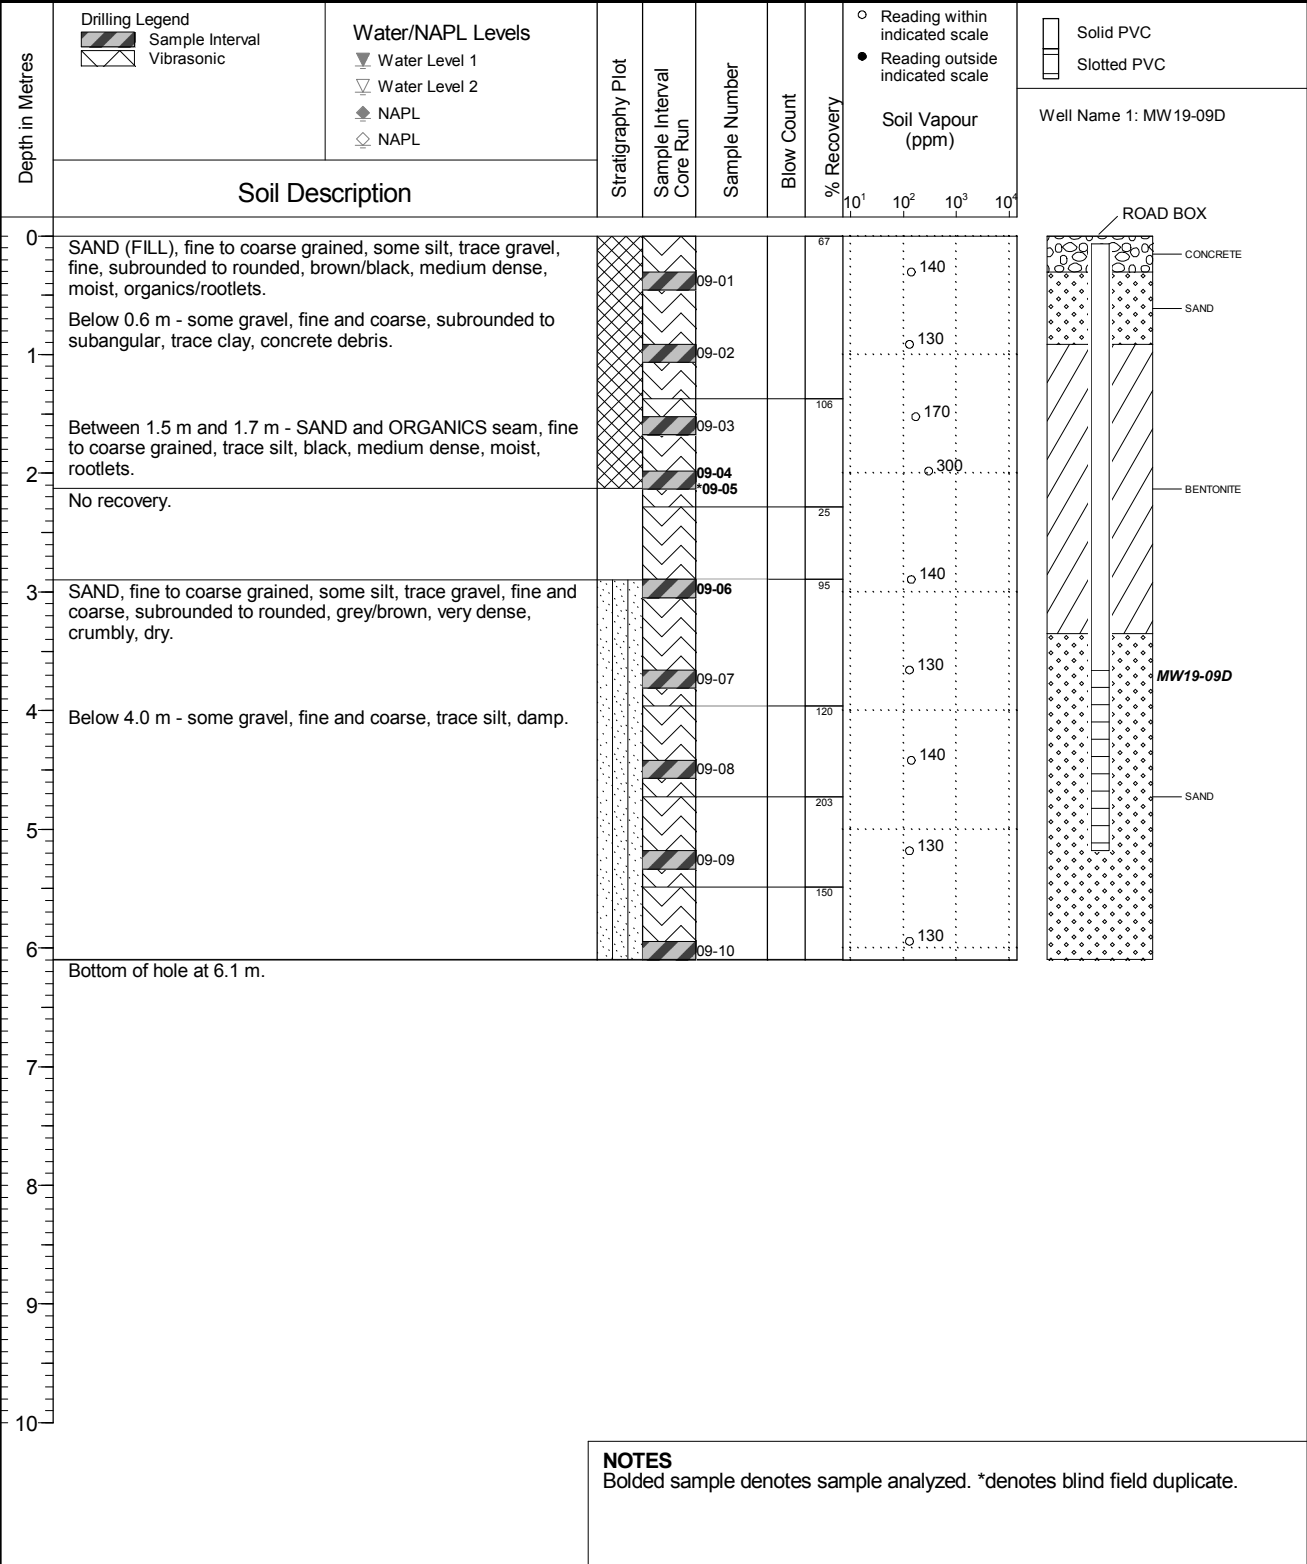 Drilling Legend
Sample Interval
Vibrasonic
Water/NAPL Levels
Water Level 1
Water Level 2
NAPL
NAPL
Depth in Metres
Soil Description
Stratigraphy Plot
Sample Interval
Core Run
Sample Number
Blow Count
% Recovery
Reading within
indicated scale
Reading outside
indicated scale
Soil Vapour
(ppm)
10¹ 10² 10³ 10⁴
Solid PVC
Slotted PVC
Well Name 1: MW19-09D
ROAD BOX
0
SAND (FILL), fine to coarse grained, some silt, trace gravel,
fine, subrounded to rounded, brown/black, medium dense,
moist, organics/rootlets.
67
140
CONCRETE
09-01
SAND
Below 0.6 m - some gravel, fine and coarse, subrounded to
subangular, trace clay, concrete debris.
130
1
09-02
106
170
Between 1.5 m and 1.7 m - SAND and ORGANICS seam, fine
to coarse grained, trace silt, black, medium dense, moist,
rootlets.
09-03
300
2
09-04
*09-05
BENTONITE
No recovery.
25
140
3
SAND, fine to coarse grained, some silt, trace gravel, fine and
coarse, subrounded to rounded, grey/brown, very dense,
crumbly, dry.
09-06
95
130
09-07
MW19-09D
4
Below 4.0 m - some gravel, fine and coarse, trace silt, damp.
120
140
09-08
SAND
203
5
130
09-09
150
130
6
09-10
Bottom of hole at 6.1 m.
7
8
9
10
NOTES
Bolded sample denotes sample analyzed. *denotes blind field duplicate.